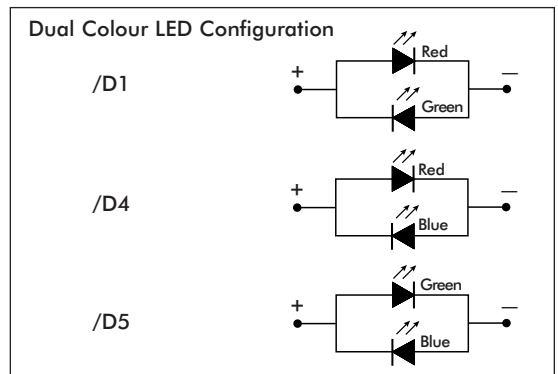 Dual Colour LED Configuration
Red
+ —
/D1
Green
Red
+ —
/D4
Blue
Green
+ —
/D5
Blue